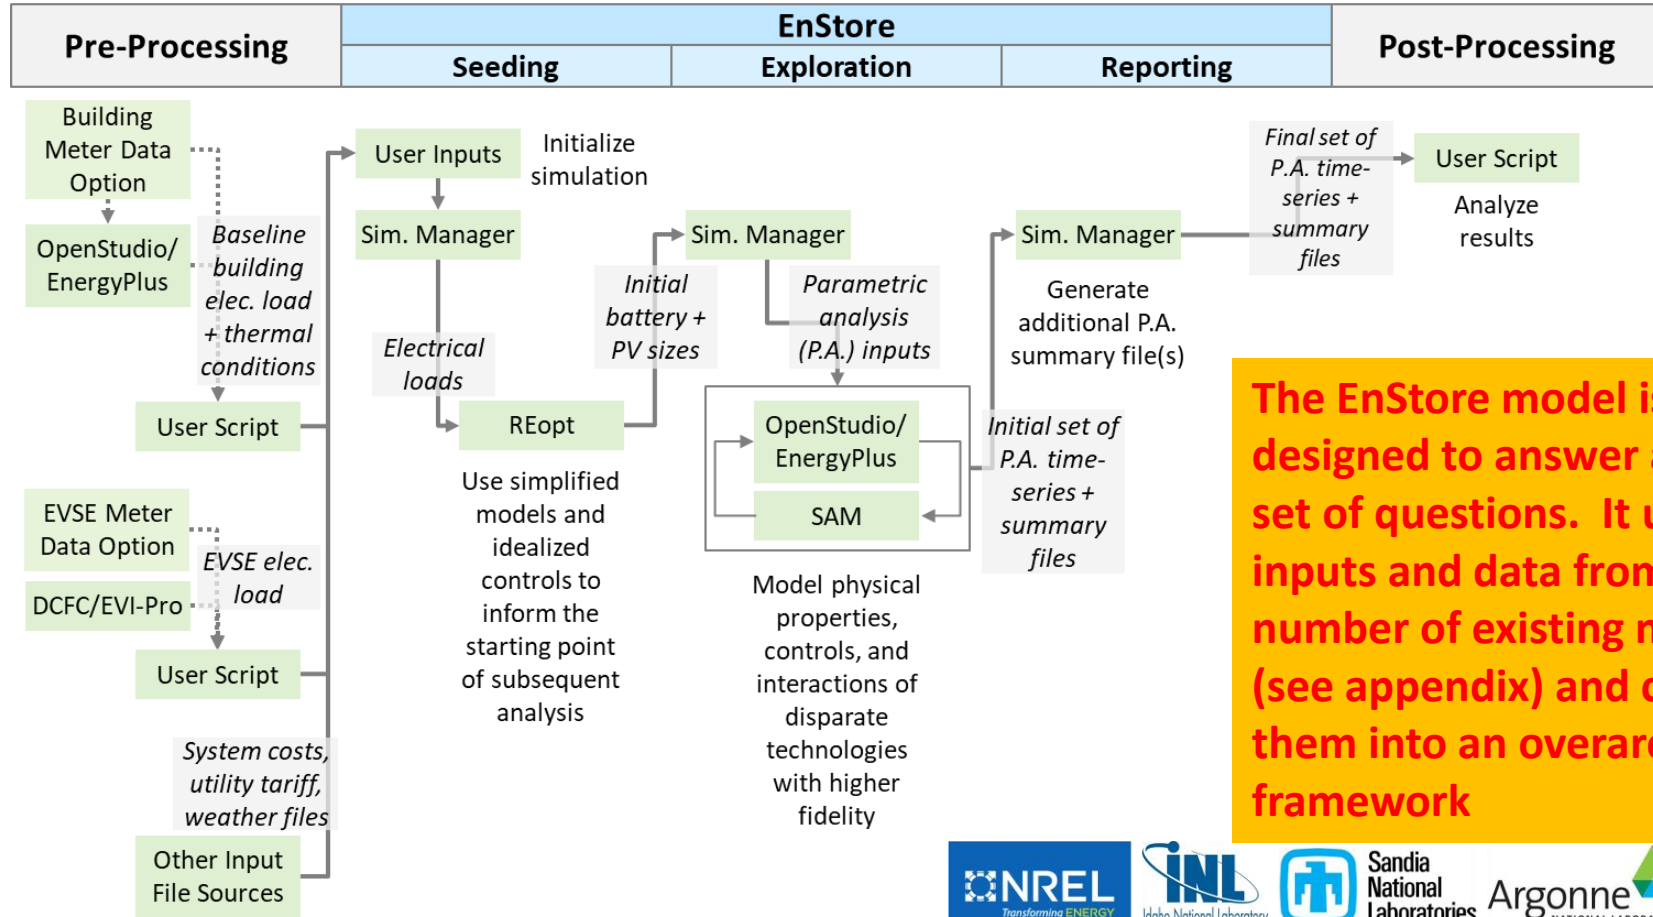 Pre-Processing
EnStore
Seeding
Exploration
Reporting
Post-Processing
Building
Meter Data
Option
OpenStudio/
EnergyPlus
Baseline
building
elec. load
+ thermal
conditions
User Script
EVSE Meter
Data Option
DCFC/EVI-Pro
EVSE elec.
load
User Script
System costs,
utility tariff,
weather files
Other Input
File Sources
User Inputs
Initialize
simulation
Sim. Manager
Electrical
loads
REopt
Use simplified
models and
idealized
controls to
inform the
starting point
of subsequent
analysis
Initial
battery +
PV sizes
Sim. Manager
Parametric
analysis
(P.A.) inputs
OpenStudio/
EnergyPlus
SAM
Model physical
properties,
controls, and
interactions of
disparate
technologies
with higher
fidelity
Initial set of
P.A. time-
series +
summary
files
Sim. Manager
Generate
additional P.A.
summary file(s)
Final set of
P.A. time-
series +
summary
files
User Script
Analyze
results
The EnStore model is
designed to answer
set of questions. It
inputs and data from
number of existing
(see appendix) and
them into an
framework
NREL
Transforming ENERGY
INL
Idaho National Laboratory
Sandia
National
Laboratories
Argonne
NATIONAL